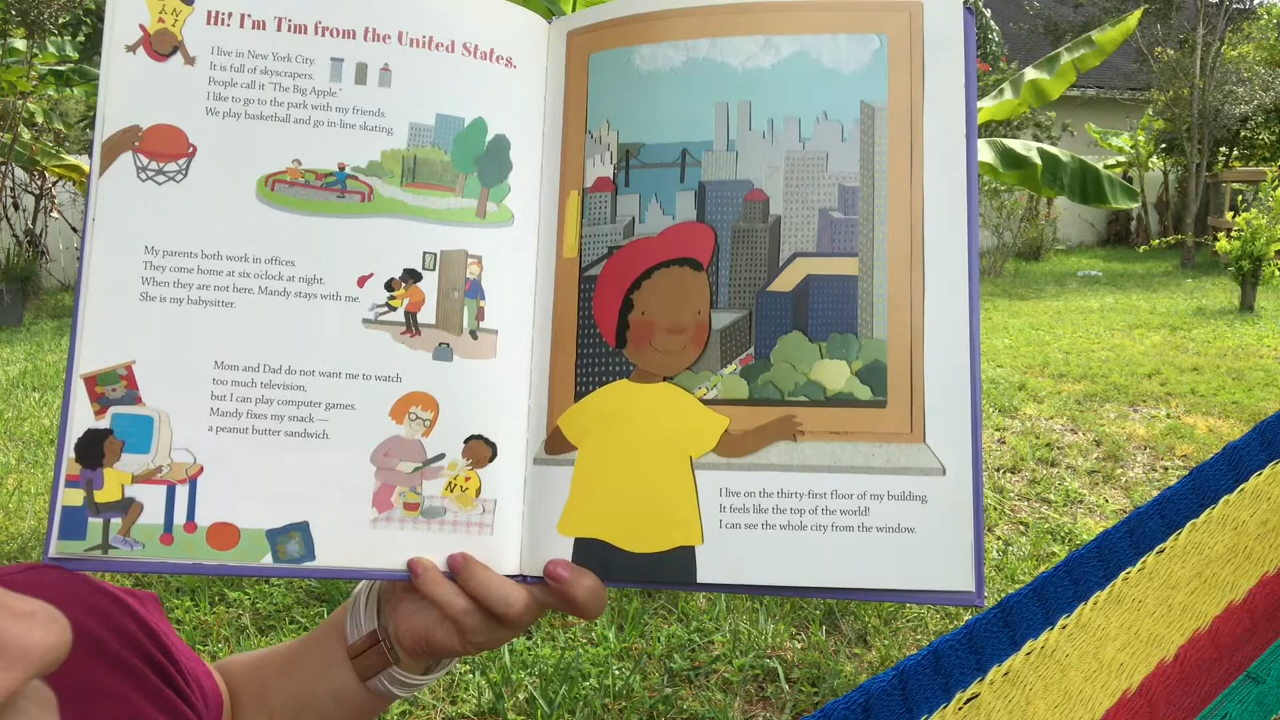 Hi! I'm Tim from the United States.
I live in New York City.
It is full of skyscrapers.
People call it "The Big Apple."
I like to go to the park with my friends.
We play basketball and go in-line skating.
My parents both work in offices.
They come home at six o'clock at night.
When they are not here, Mandy stays with me.
She is my babysitter.
Mom and Dad do not want me to watch
too much television,
but I can play computer games.
Mandy fixes my snack —
a peanut butter sandwich.
N Y
I live on the thirty-first floor of my building.
It feels like the top of the world!
I can see the whole city from the window.